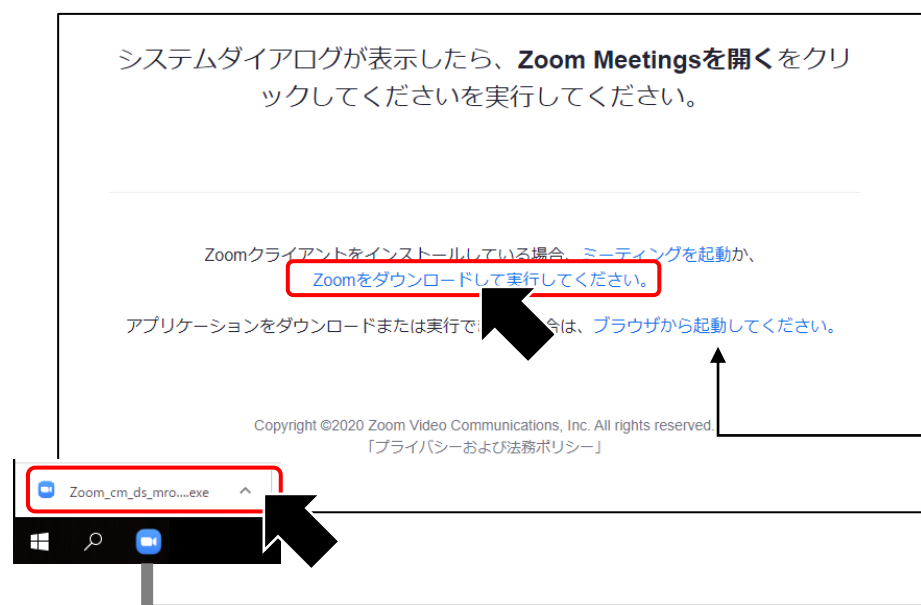 システムダイアログが表示したら、Zoom Meetingsを開くをクリ
ックしてくださいを実行してください。
Zoomクライアントをインストールしている場合、ミーティングを起動か、
Zoomをダウンロードして実行してください。
アプリケーションをダウンロードまたは実行で 合は、ブラウザから起動してください。
Copyright ©2020 Zoom Video Communications, Inc. All rights reserved.
「プライバシーおよび法務ポリシー」
Zoom_cm_ds_mro....exe